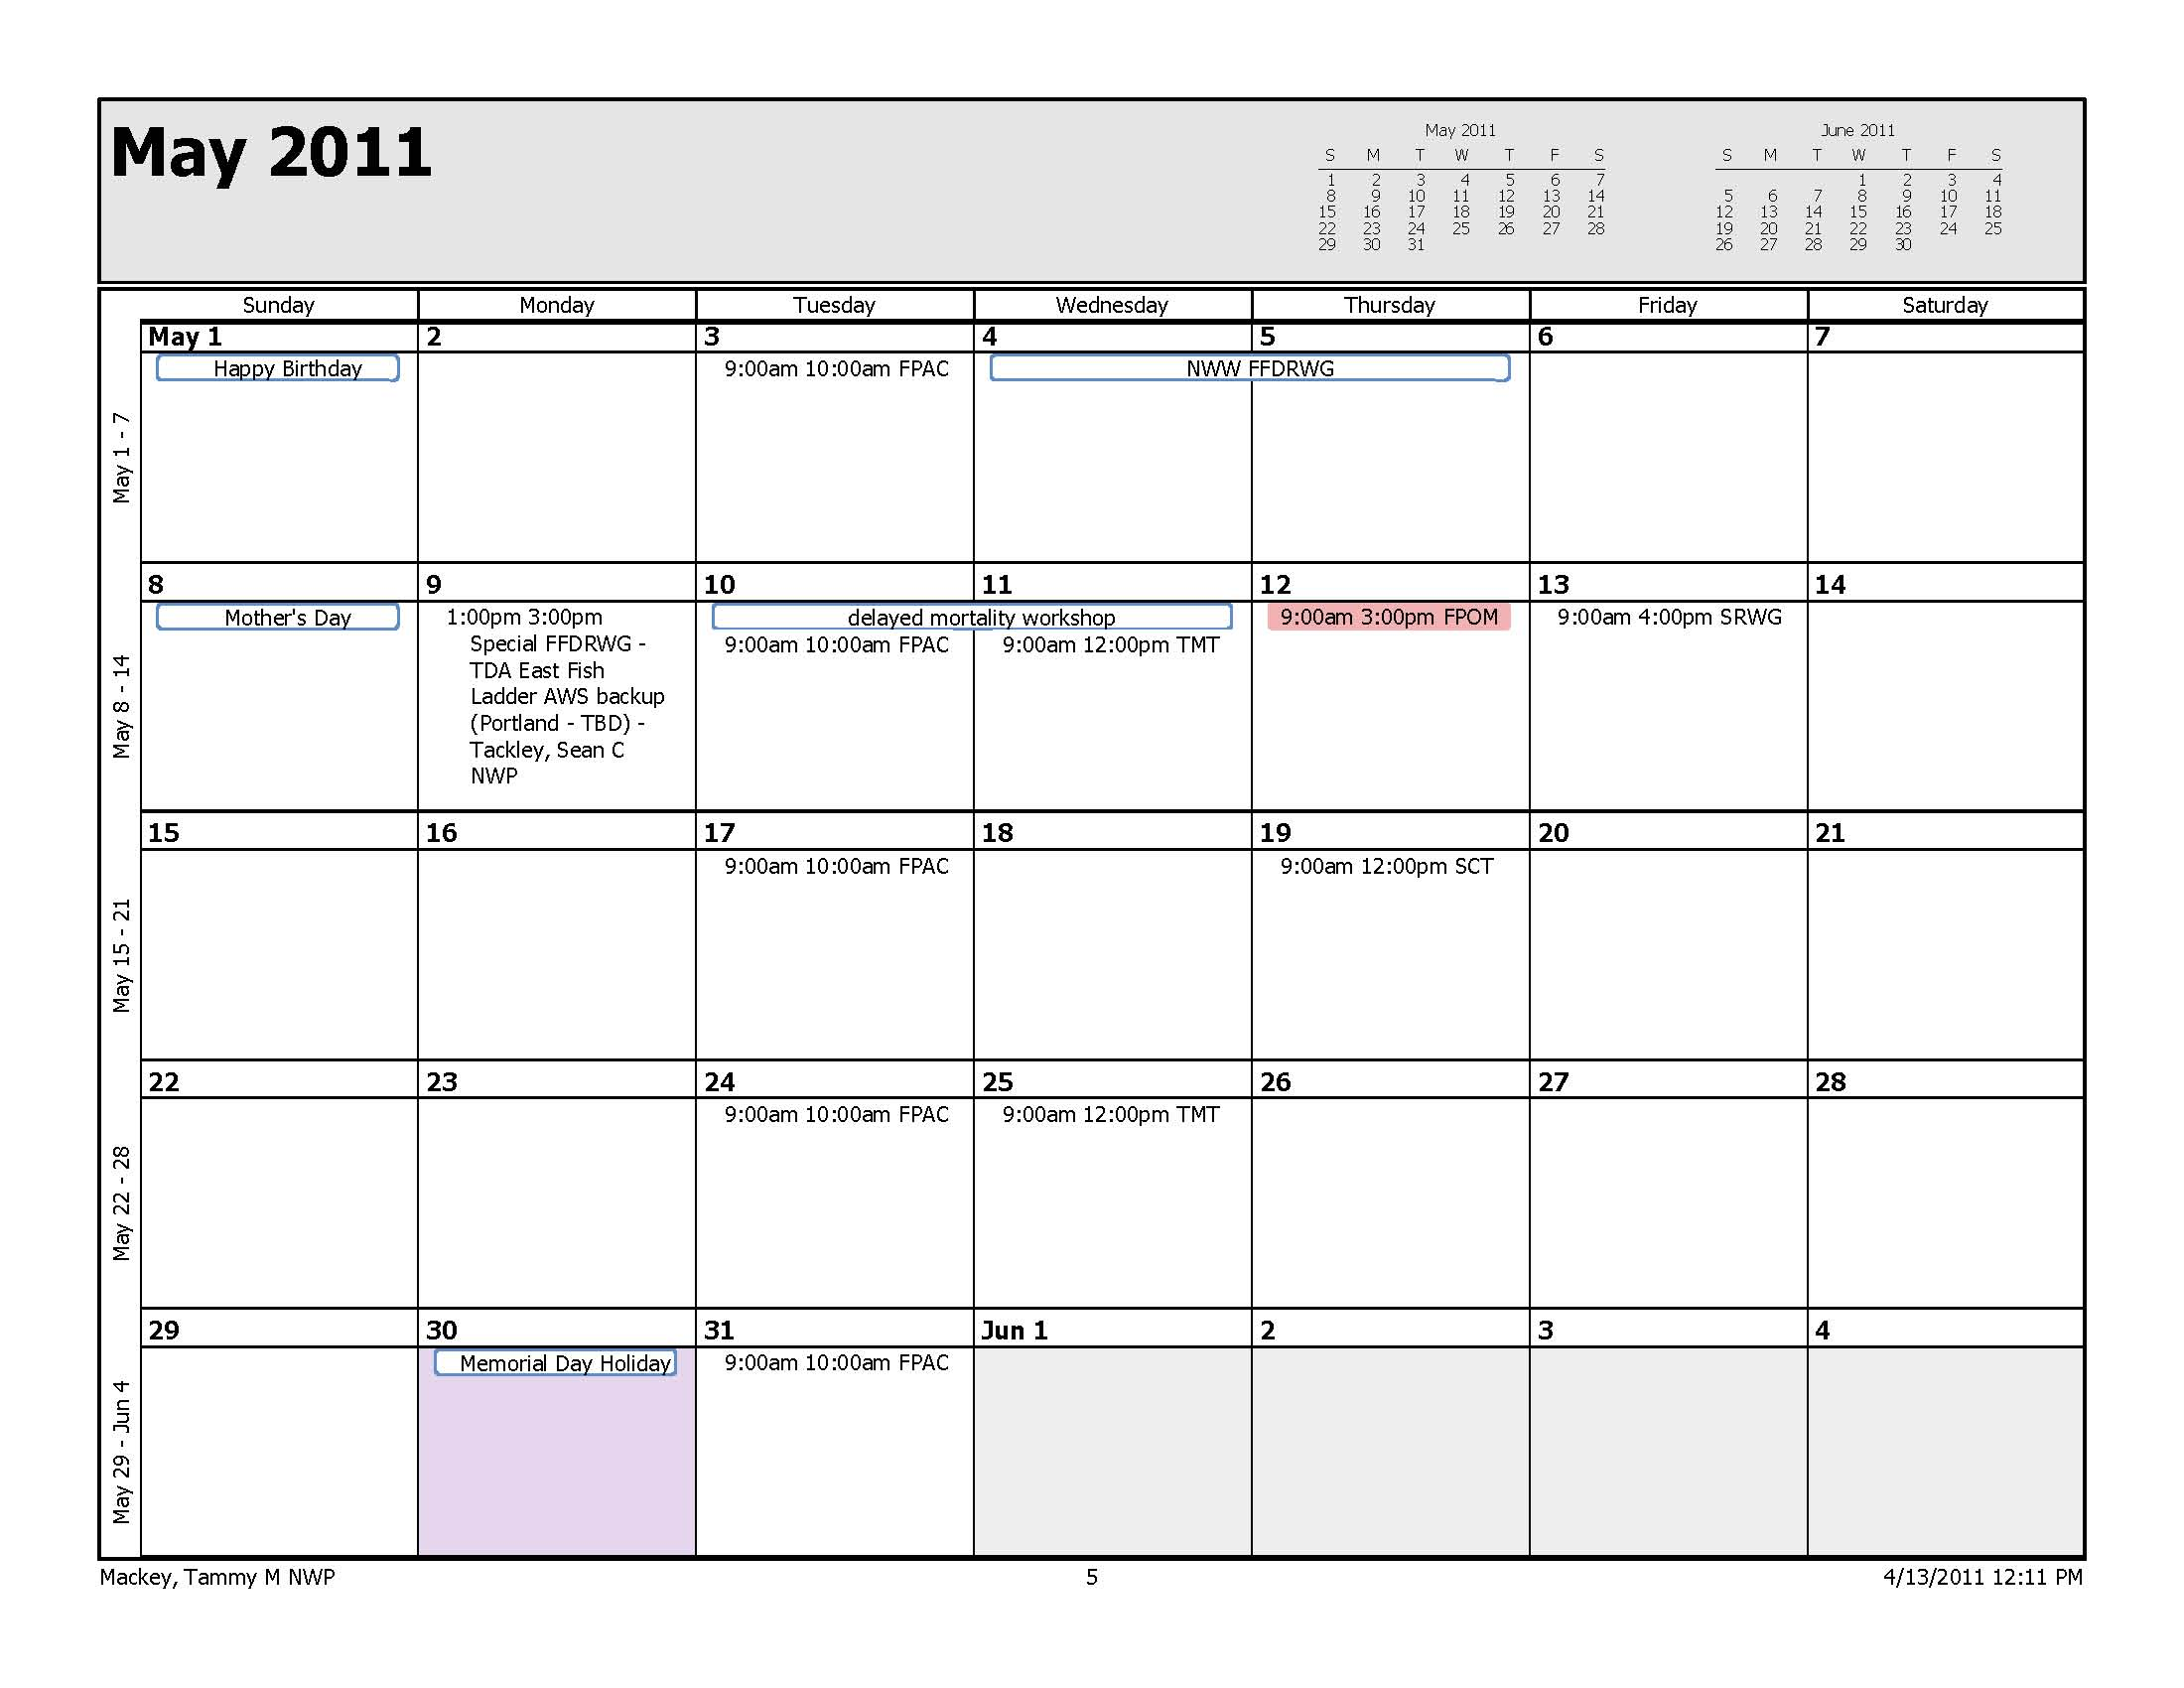 May 2011
May 2011
S M T W T F S
1 2 3 4 5 6 7
8 9 10 11 12 13 14
15 16 17 18 19 20 21
22 23 24 25 26 27 28
29 30 31
June 2011
S M T W T F S
1 2 3 4
5 6 7 8 9 10 11
12 13 14 15 16 17 18
19 20 21 22 23 24 25
26 27 28 29 30
Sunday Monday Tuesday Wednesday Thursday Friday Saturday
May 1 - 7
May 1 2 3 4 5 6 7
Happy Birthday
9:00am 10:00am FPAC
NWW FFDRWG
May 8 - 14
8 9 10 11 12 13 14
Mother's Day
1:00pm 3:00pm
Special FFDRWG -
TDA East Fish
Ladder AWS backup
(Portland - TBD) -
Tackley, Sean C
NWP
delayed mortality workshop
9:00am 10:00am FPAC
9:00am 12:00pm TMT
9:00am 3:00pm FPOM
9:00am 4:00pm SRWG
May 15 - 21
15 16 17 18 19 20 21
9:00am 10:00am FPAC
9:00am 12:00pm SCT
May 22 - 28
22 23 24 25 26 27 28
9:00am 10:00am FPAC
9:00am 12:00pm TMT
May 29 - Jun 4
29 30 31 Jun 1 2 3 4
Memorial Day Holiday
9:00am 10:00am FPAC
Mackey, Tammy M NWP
5
4/13/2011 12:11 PM